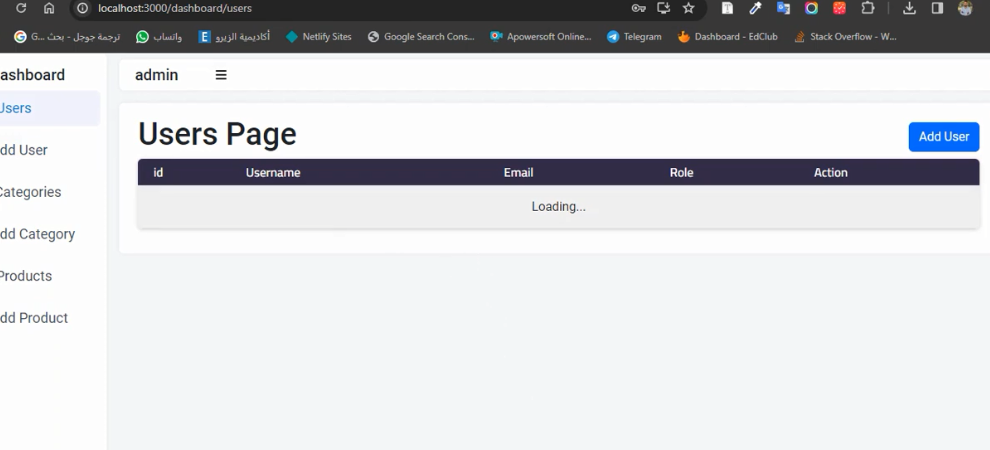 localhost:3000/dashboard/users
G... ترجمة جوجل - بحث
واتساب
أكاديمية الزيرو
Netlify Sites
Google Search Cons...
Apowersoft Online...
Telegram
Dashboard - EdClub
Stack Overflow - W...
ashboard
admin
Users
Users Page
Add User
dd User
id Username Email Role Action
Categories
Loading...
dd Category
Products
dd Product